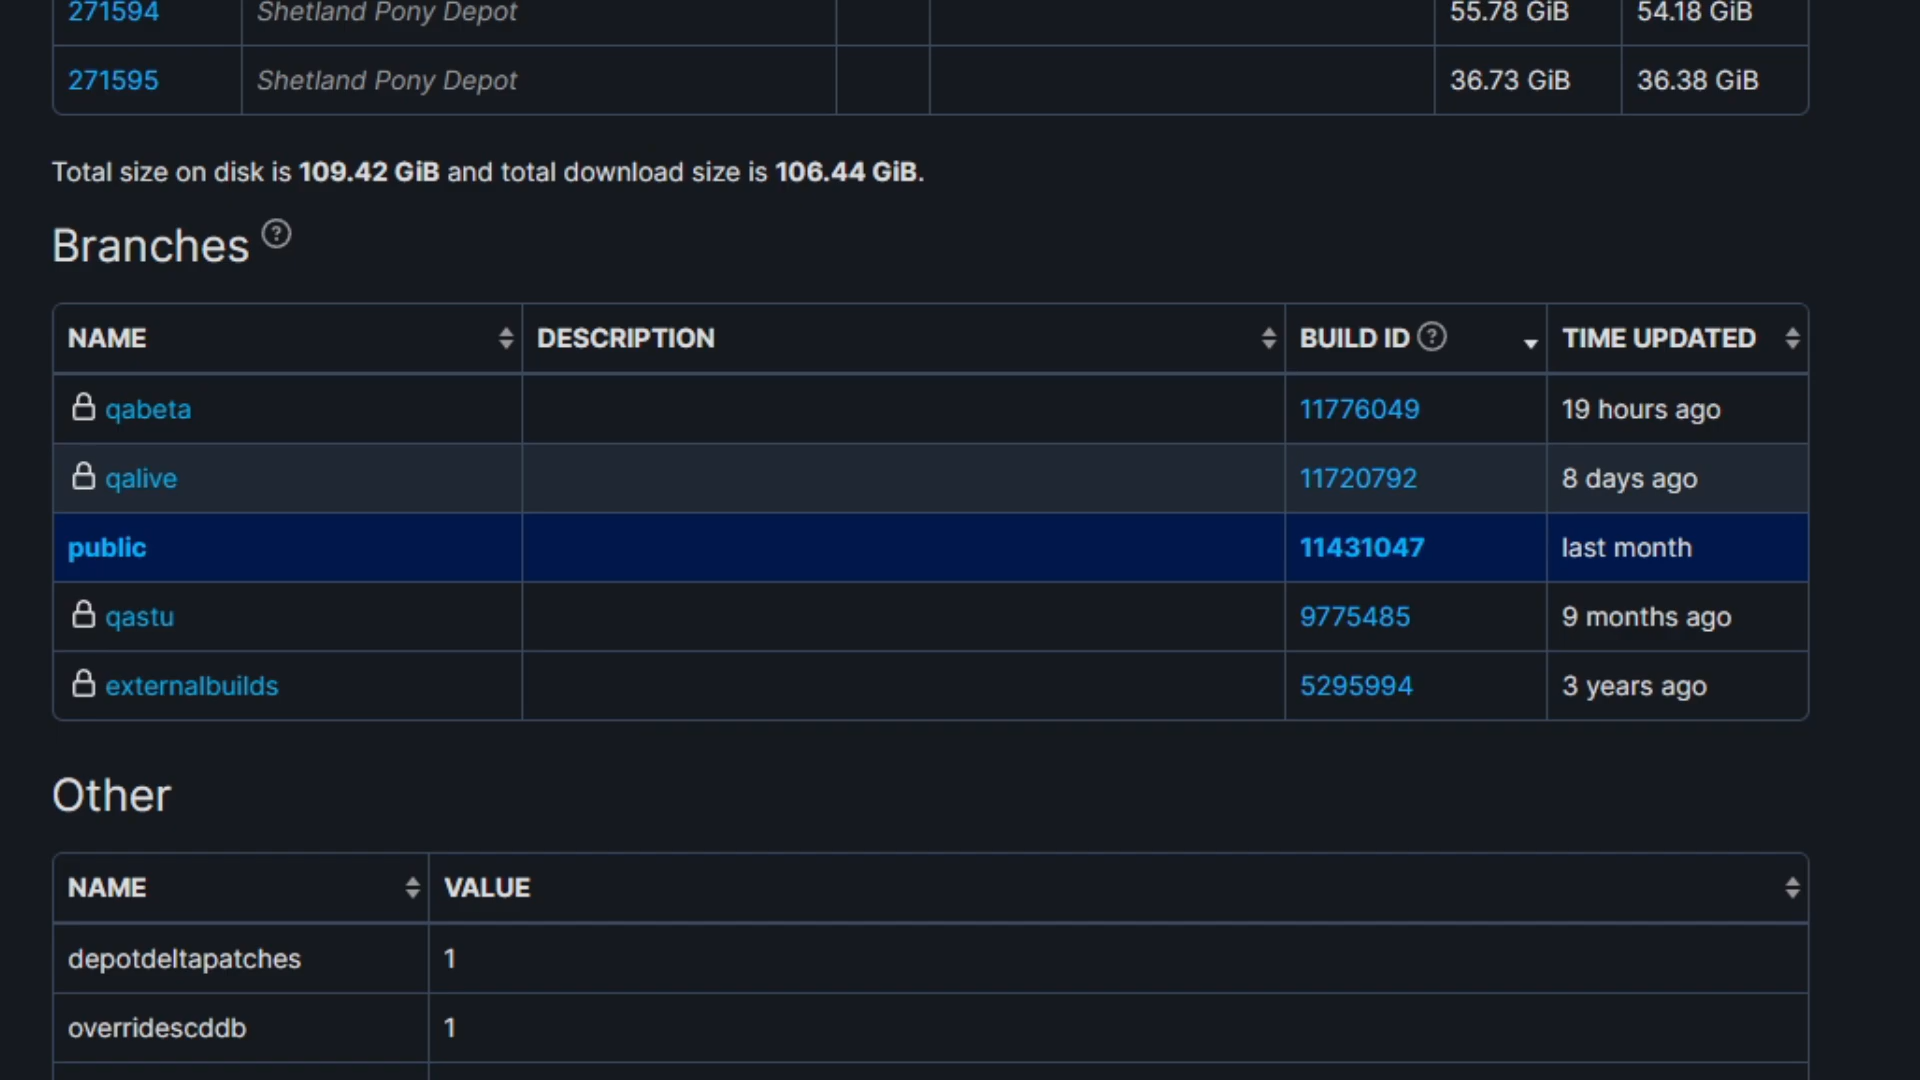 271594 Shetland Pony Depot 55.78 GiB 54.18 GiB
271595 Shetland Pony Depot 36.73 GiB 36.38 GiB
Total size on disk is 109.42 GiB and total download size is 106.44 GiB.
Branches ?
NAME DESCRIPTION BUILD ID ? TIME UPDATED
qabeta 11776049 19 hours ago
qalive 11720792 8 days ago
public 11431047 last month
qastu 9775485 9 months ago
externalbuilds 5295994 3 years ago
Other
NAME VALUE
depotdeltapatches 1
overridescddb 1